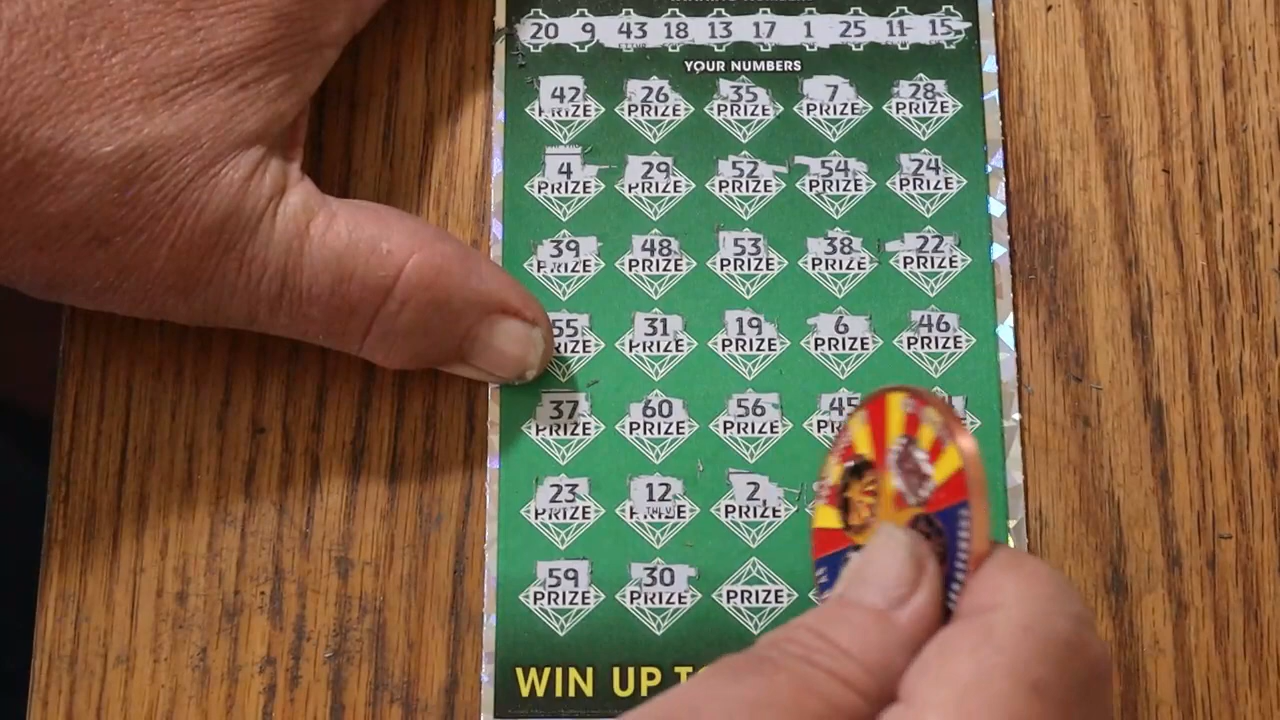 20 9 43 18 13 17 1 25 11 15
YOUR NUMBERS
42 26 35 7 28
PRIZE PRIZE PRIZE PRIZE PRIZE
4 29 52 54 24
PRIZE PRIZE PRIZE PRIZE PRIZE
39 48 53 38 22
PRIZE PRIZE PRIZE PRIZE PRIZE
55 31 19 6 46
PRIZE PRIZE PRIZE PRIZE PRIZE
37 60 56 45
PRIZE PRIZE PRIZE
23 12 2
PRIZE PRIZE PRIZE
59 30
PRIZE PRIZE PRIZE
WIN UP